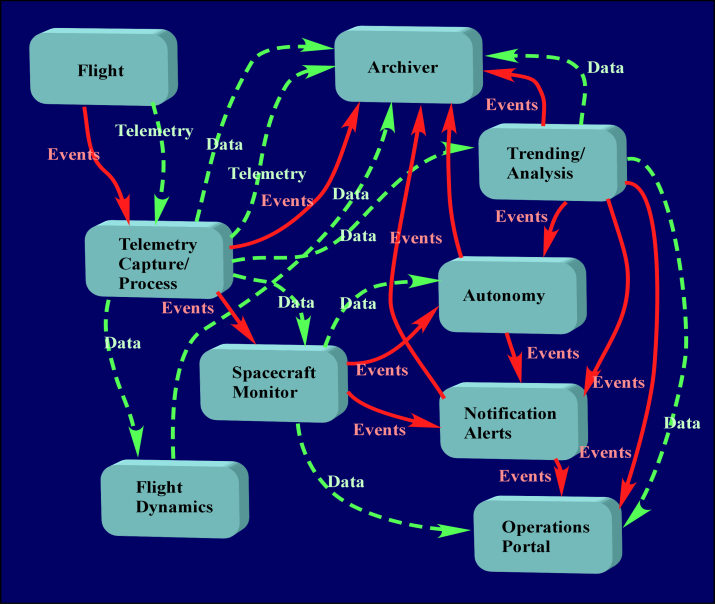 Flight
Archiver
Data
Events
Telemetry
Data
Events
Telemetry
Trending/
Analysis
Events
Data
Events
Telemetry
Capture/
Process
Data
Events
Autonomy
Events
Data
Data
Data
Events
Spacecraft
Monitor
Events
Events
Events
Notification
Alerts
Events
Data
Events
Data
Events
Flight
Dynamics
Operations
Portal